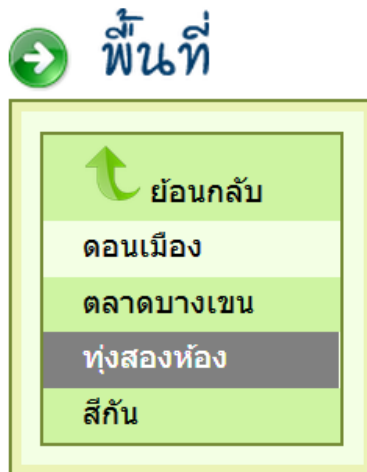 พื้นที่
ย้อนกลับ
ดอนเมือง
ตลาดบางเขน
ทุ่งสองห้อง
สีกัน